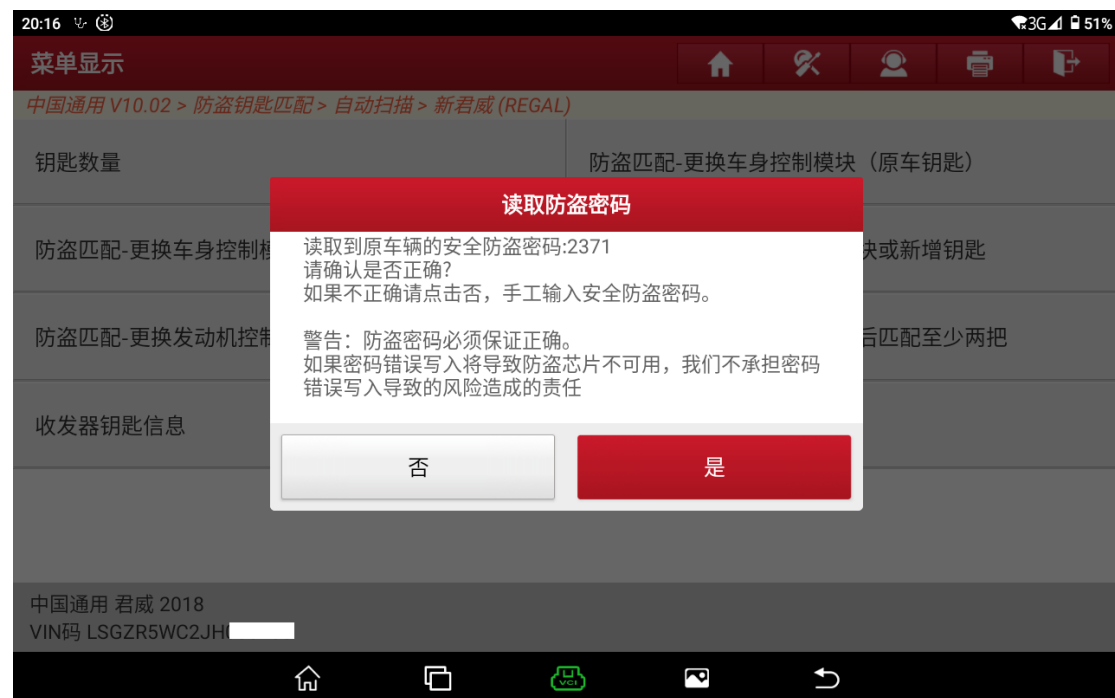 20:16 3G 51%
菜单显示
中国通用 V10.02 > 防盗钥匙匹配 > 自动扫描 > 新君威 (REGAL)
钥匙数量
防盗匹配-更换车身控制模块（原车钥匙）
读取防盗密码
防盗匹配-更换车身控制
块或新增钥匙
读取到原车辆的安全防盗密码:2371
请确认是否正确?
如果不正确请点击否，手工输入安全防盗密码。
防盗匹配-更换发动机控制
后匹配至少两把
警告：防盗密码必须保证正确。
如果密码错误写入将导致防盗芯片不可用，我们不承担密码
错误写入导致的风险造成的责任
收发器钥匙信息
否
是
中国通用 君威 2018
VIN码 LSGZR5WC2JH
VCI